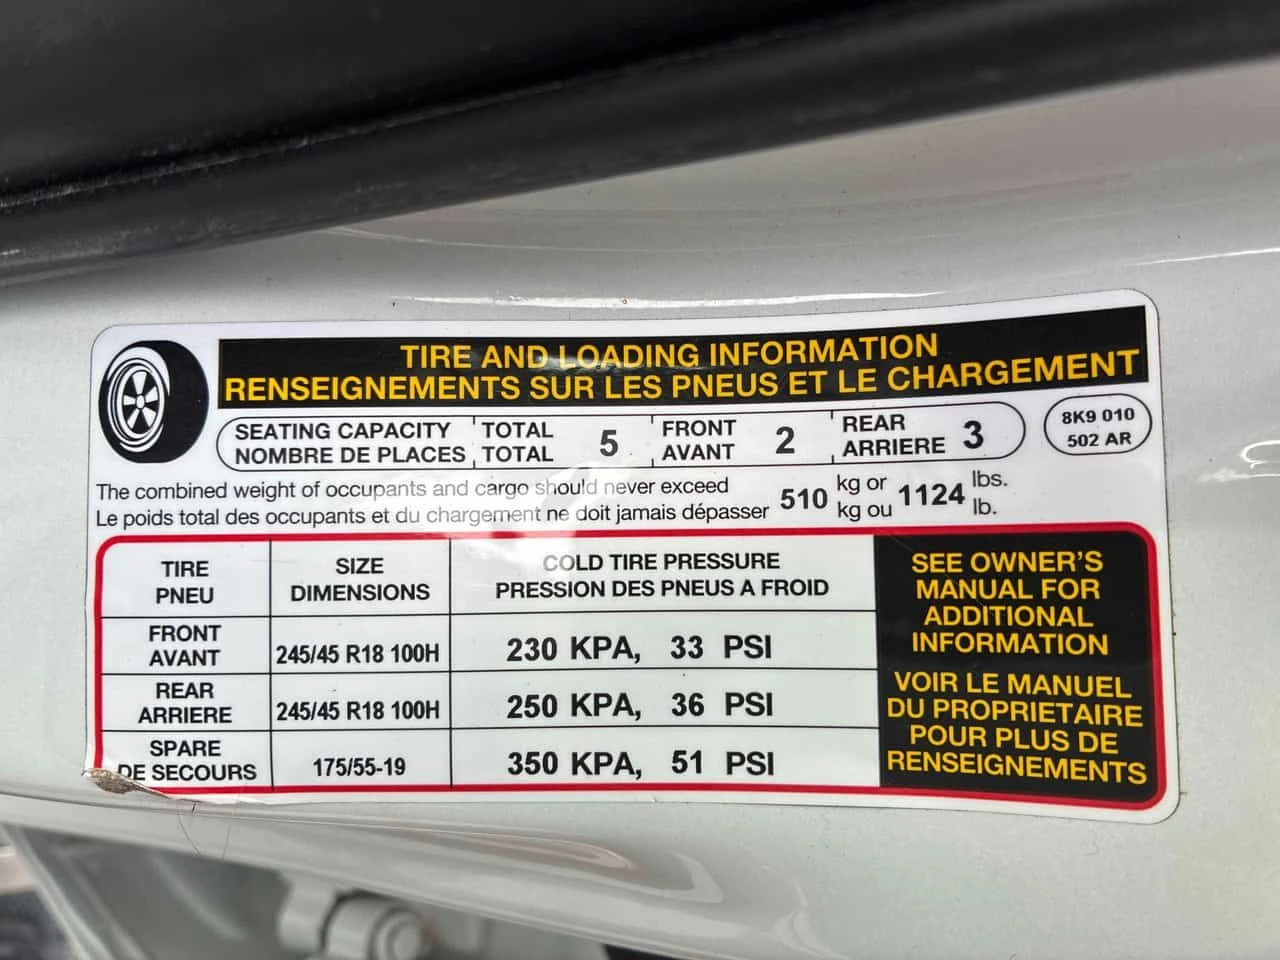 TIRE AND LOADING INFORMATION
RENSEIGNEMENTS SUR LES PNEUS ET LE CHARGEMENT
SEATING CAPACITY TOTAL 5 FRONT 2 REAR 3
NOMBRE DE PLACES TOTAL AVANT ARRIERE
8K9 010
502 AR
The combined weight of occupants and cargo should never exceed 510 kg or 1124 lbs.
Le poids total des occupants et du chargement ne doit jamais dépasser kg ou lb.
TIRE SIZE COLD TIRE PRESSURE
PNEU DIMENSIONS PRESSION DES PNEUS A FROID
FRONT
AVANT 245/45 R18 100H 230 KPA, 33 PSI
REAR
ARRIERE 245/45 R18 100H 250 KPA, 36 PSI
SPARE
DE SECOURS 175/55-19 350 KPA, 51 PSI
SEE OWNER'S
MANUAL FOR
ADDITIONAL
INFORMATION
VOIR LE MANUEL
DU PROPRIETAIRE
POUR PLUS DE
RENSEIGNEMENTS